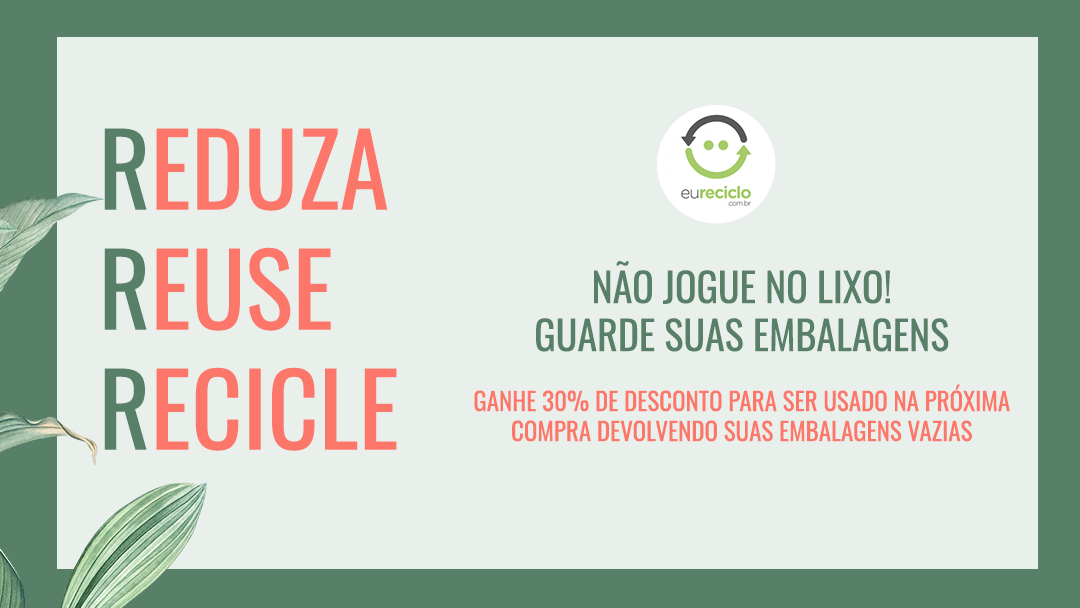 REDUZA
REUSE
RECICLE
eureciclo
.com.br
NÃO JOGUE NO LIXO!
GUARDE SUAS EMBALAGENS
GANHE 30% DE DESCONTO PARA SER USADO NA PRÓXIMA
COMPRA DEVOLVENDO SUAS EMBALAGENS VAZIAS